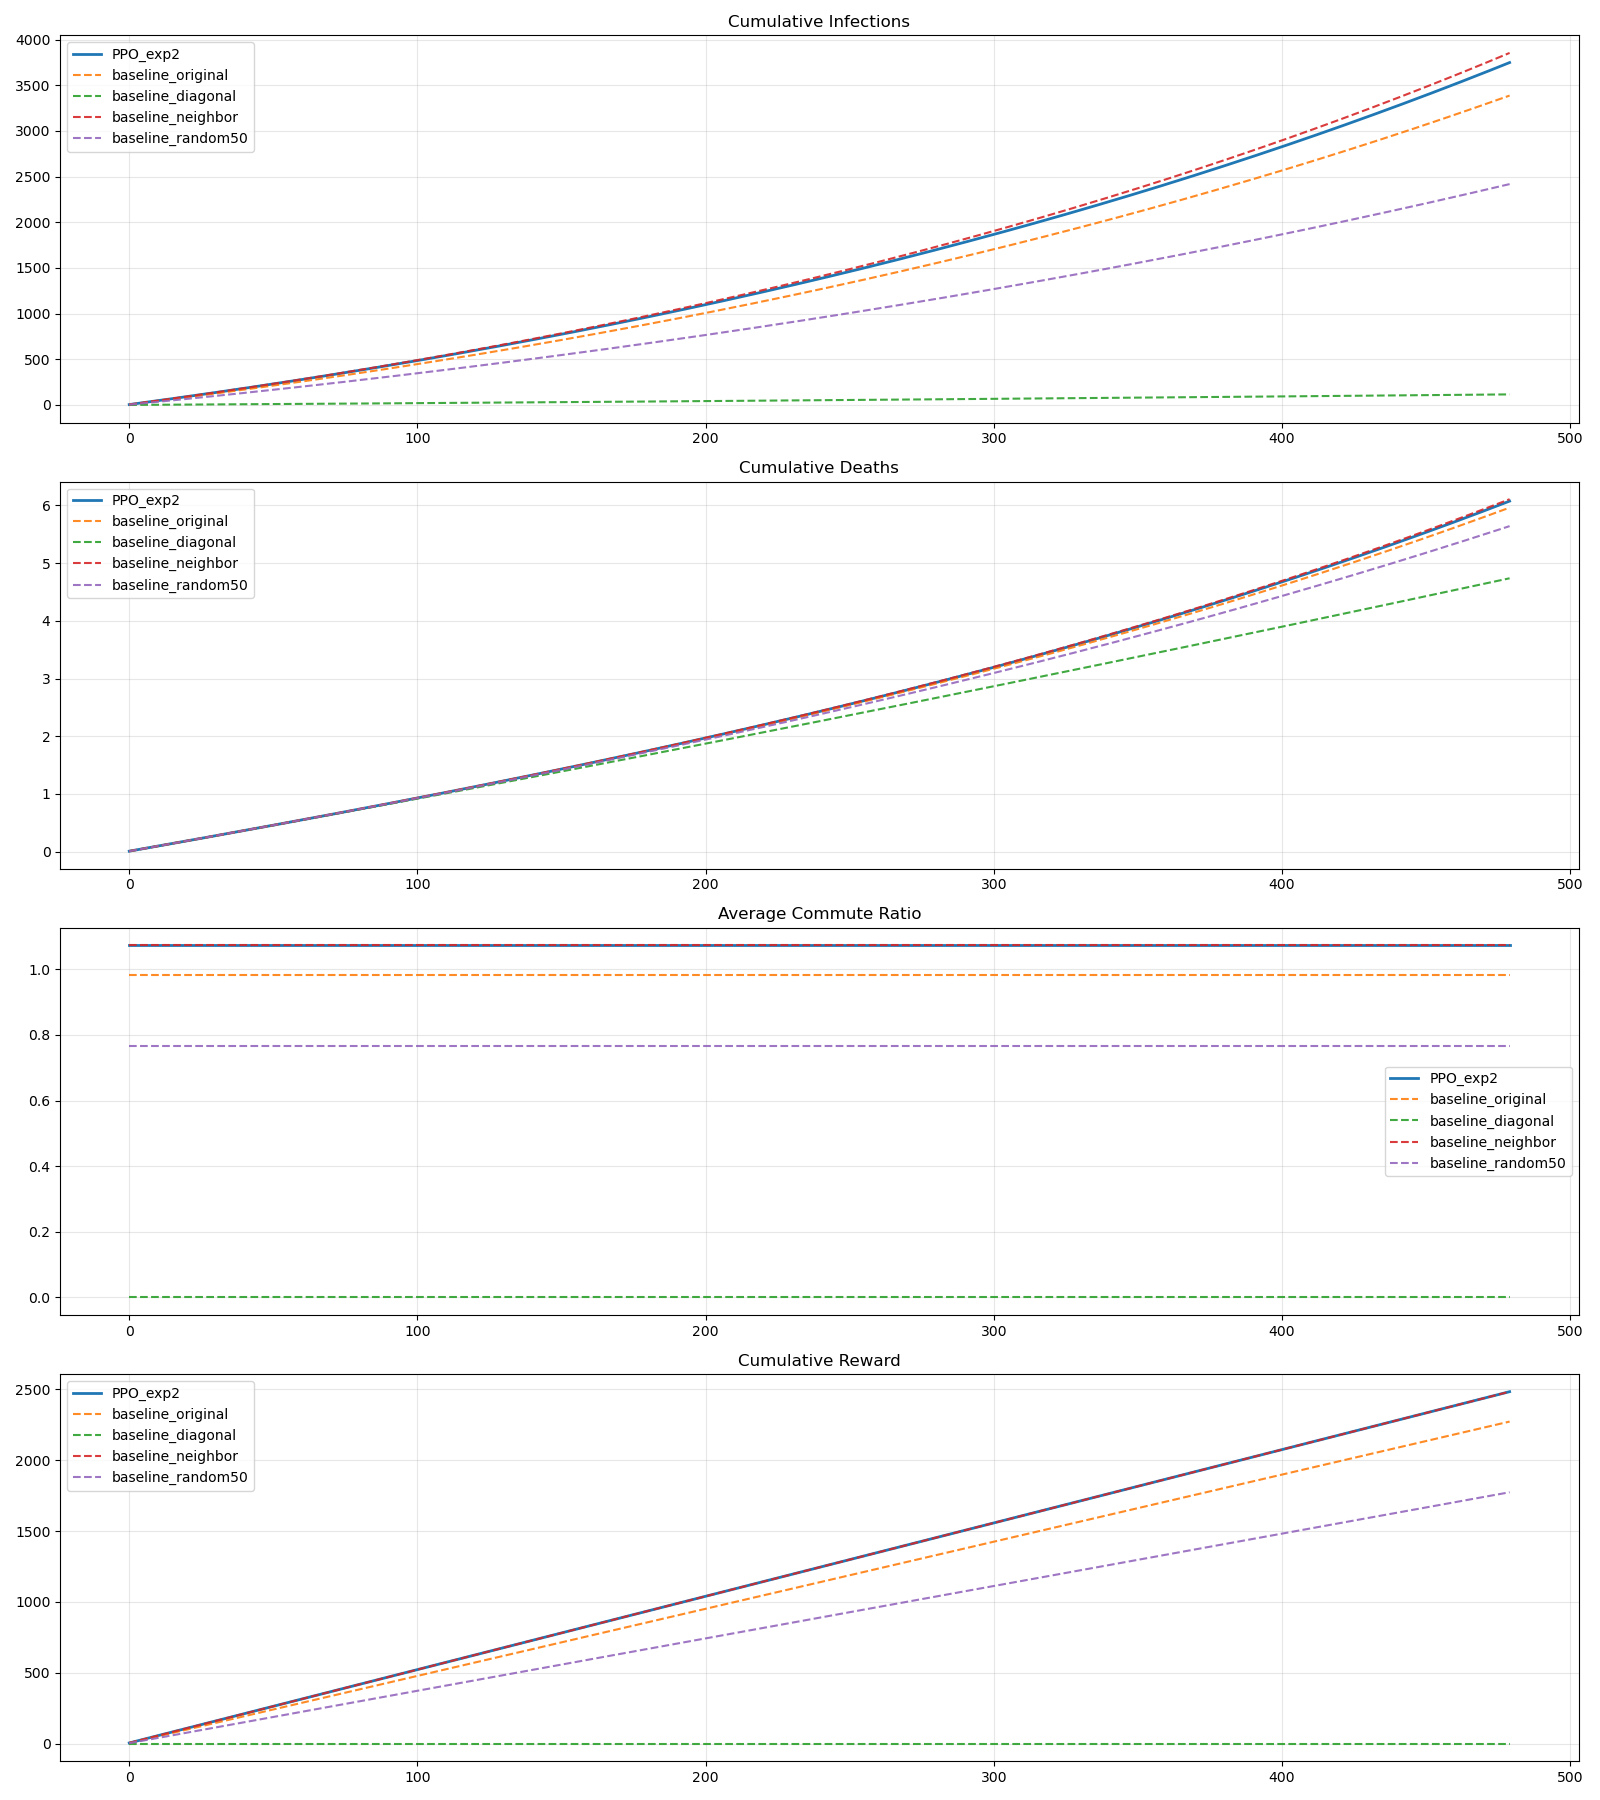 Cumulative Infections
4000
3500
3000
2500
2000
1500
1000
500
0
PPO_exp2
baseline_original
baseline_diagonal
baseline_neighbor
baseline_random50
0 100 200 300 400 500
Cumulative Deaths
6
5
4
3
2
1
0
PPO_exp2
baseline_original
baseline_diagonal
baseline_neighbor
baseline_random50
0 100 200 300 400 500
Average Commute Ratio
1.0
0.8
0.6
0.4
0.2
0.0
PPO_exp2
baseline_original
baseline_diagonal
baseline_neighbor
baseline_random50
0 100 200 300 400 500
Cumulative Reward
2500
2000
1500
1000
500
0
PPO_exp2
baseline_original
baseline_diagonal
baseline_neighbor
baseline_random50
0 100 200 300 400 500